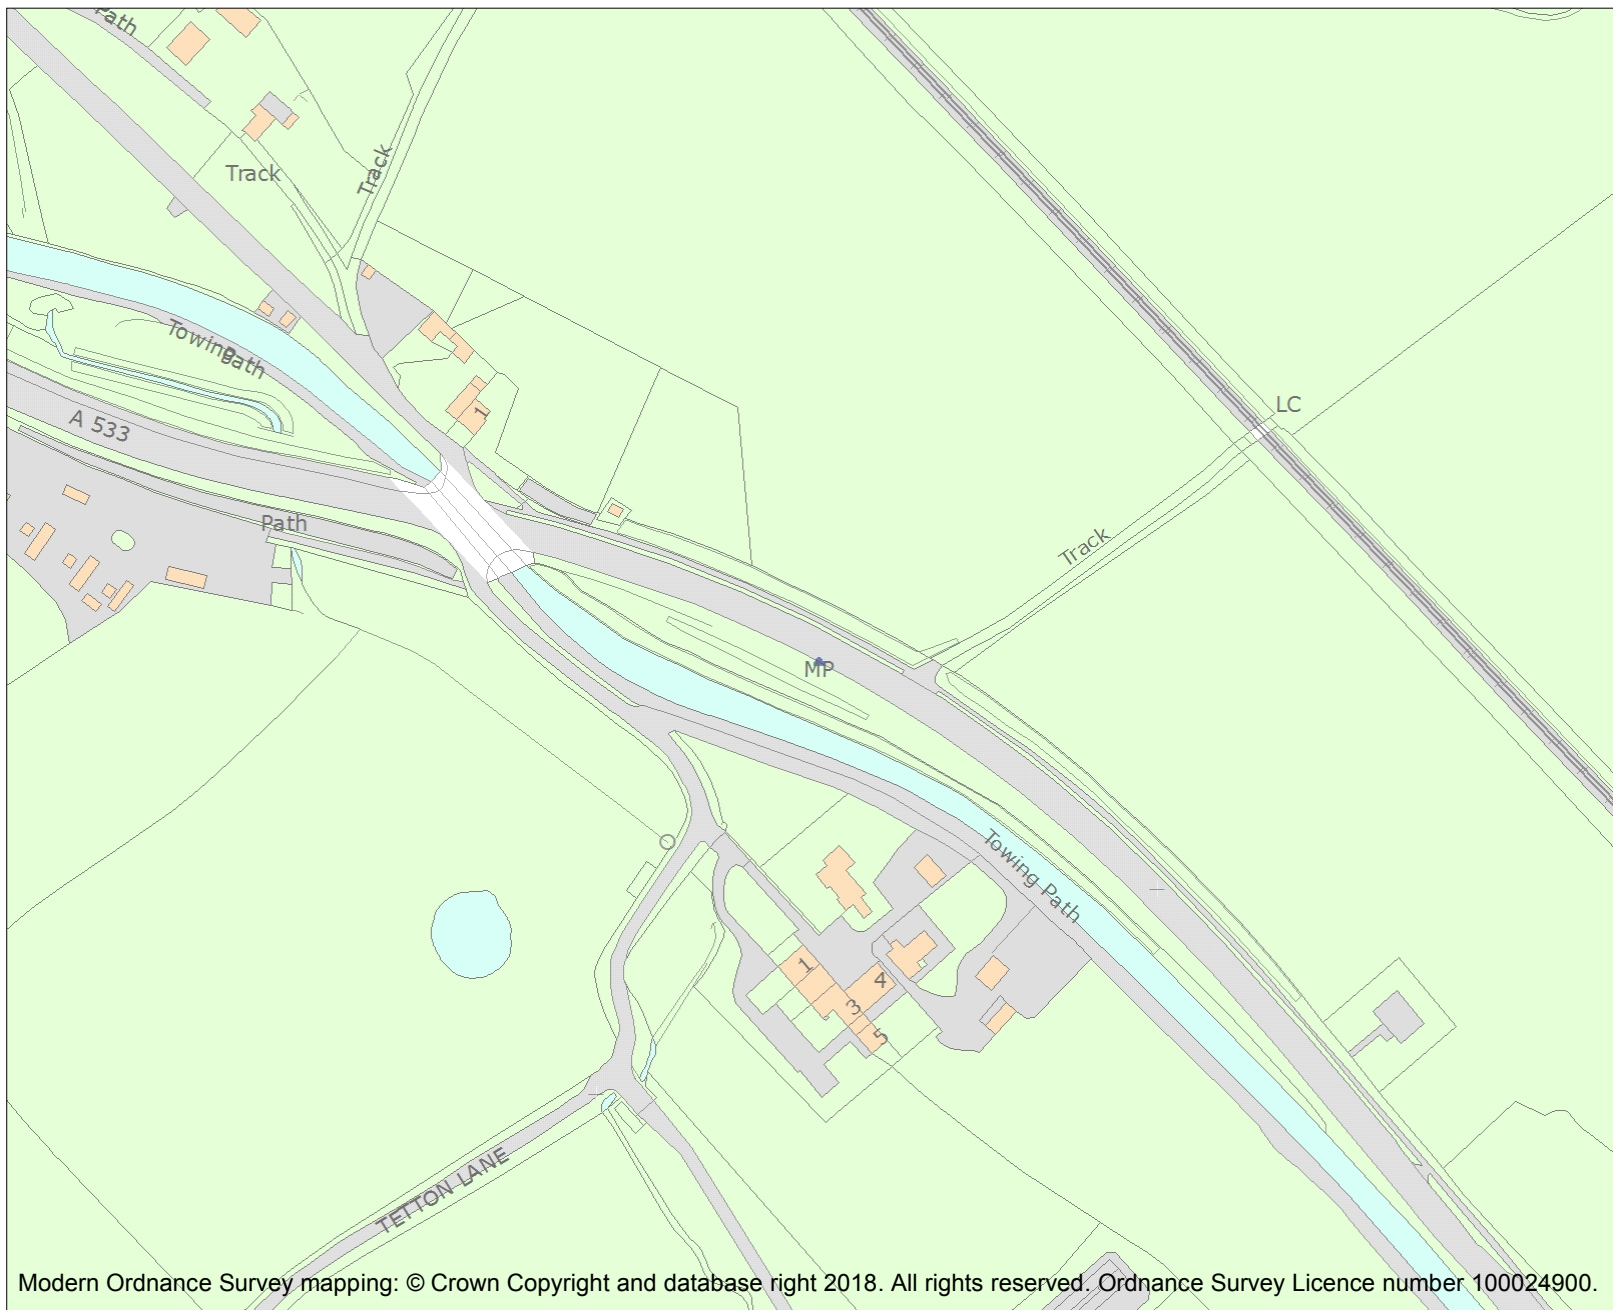 Path
Track
Track
Towing
Path
A 533
1
LC
Path
Track
MP
Towing Path
1
4
3
5
TETTON LANE
Modern Ordnance Survey mapping: © Crown Copyright and database right 2018. All rights reserved. Ordnance Survey Licence number 100024900.